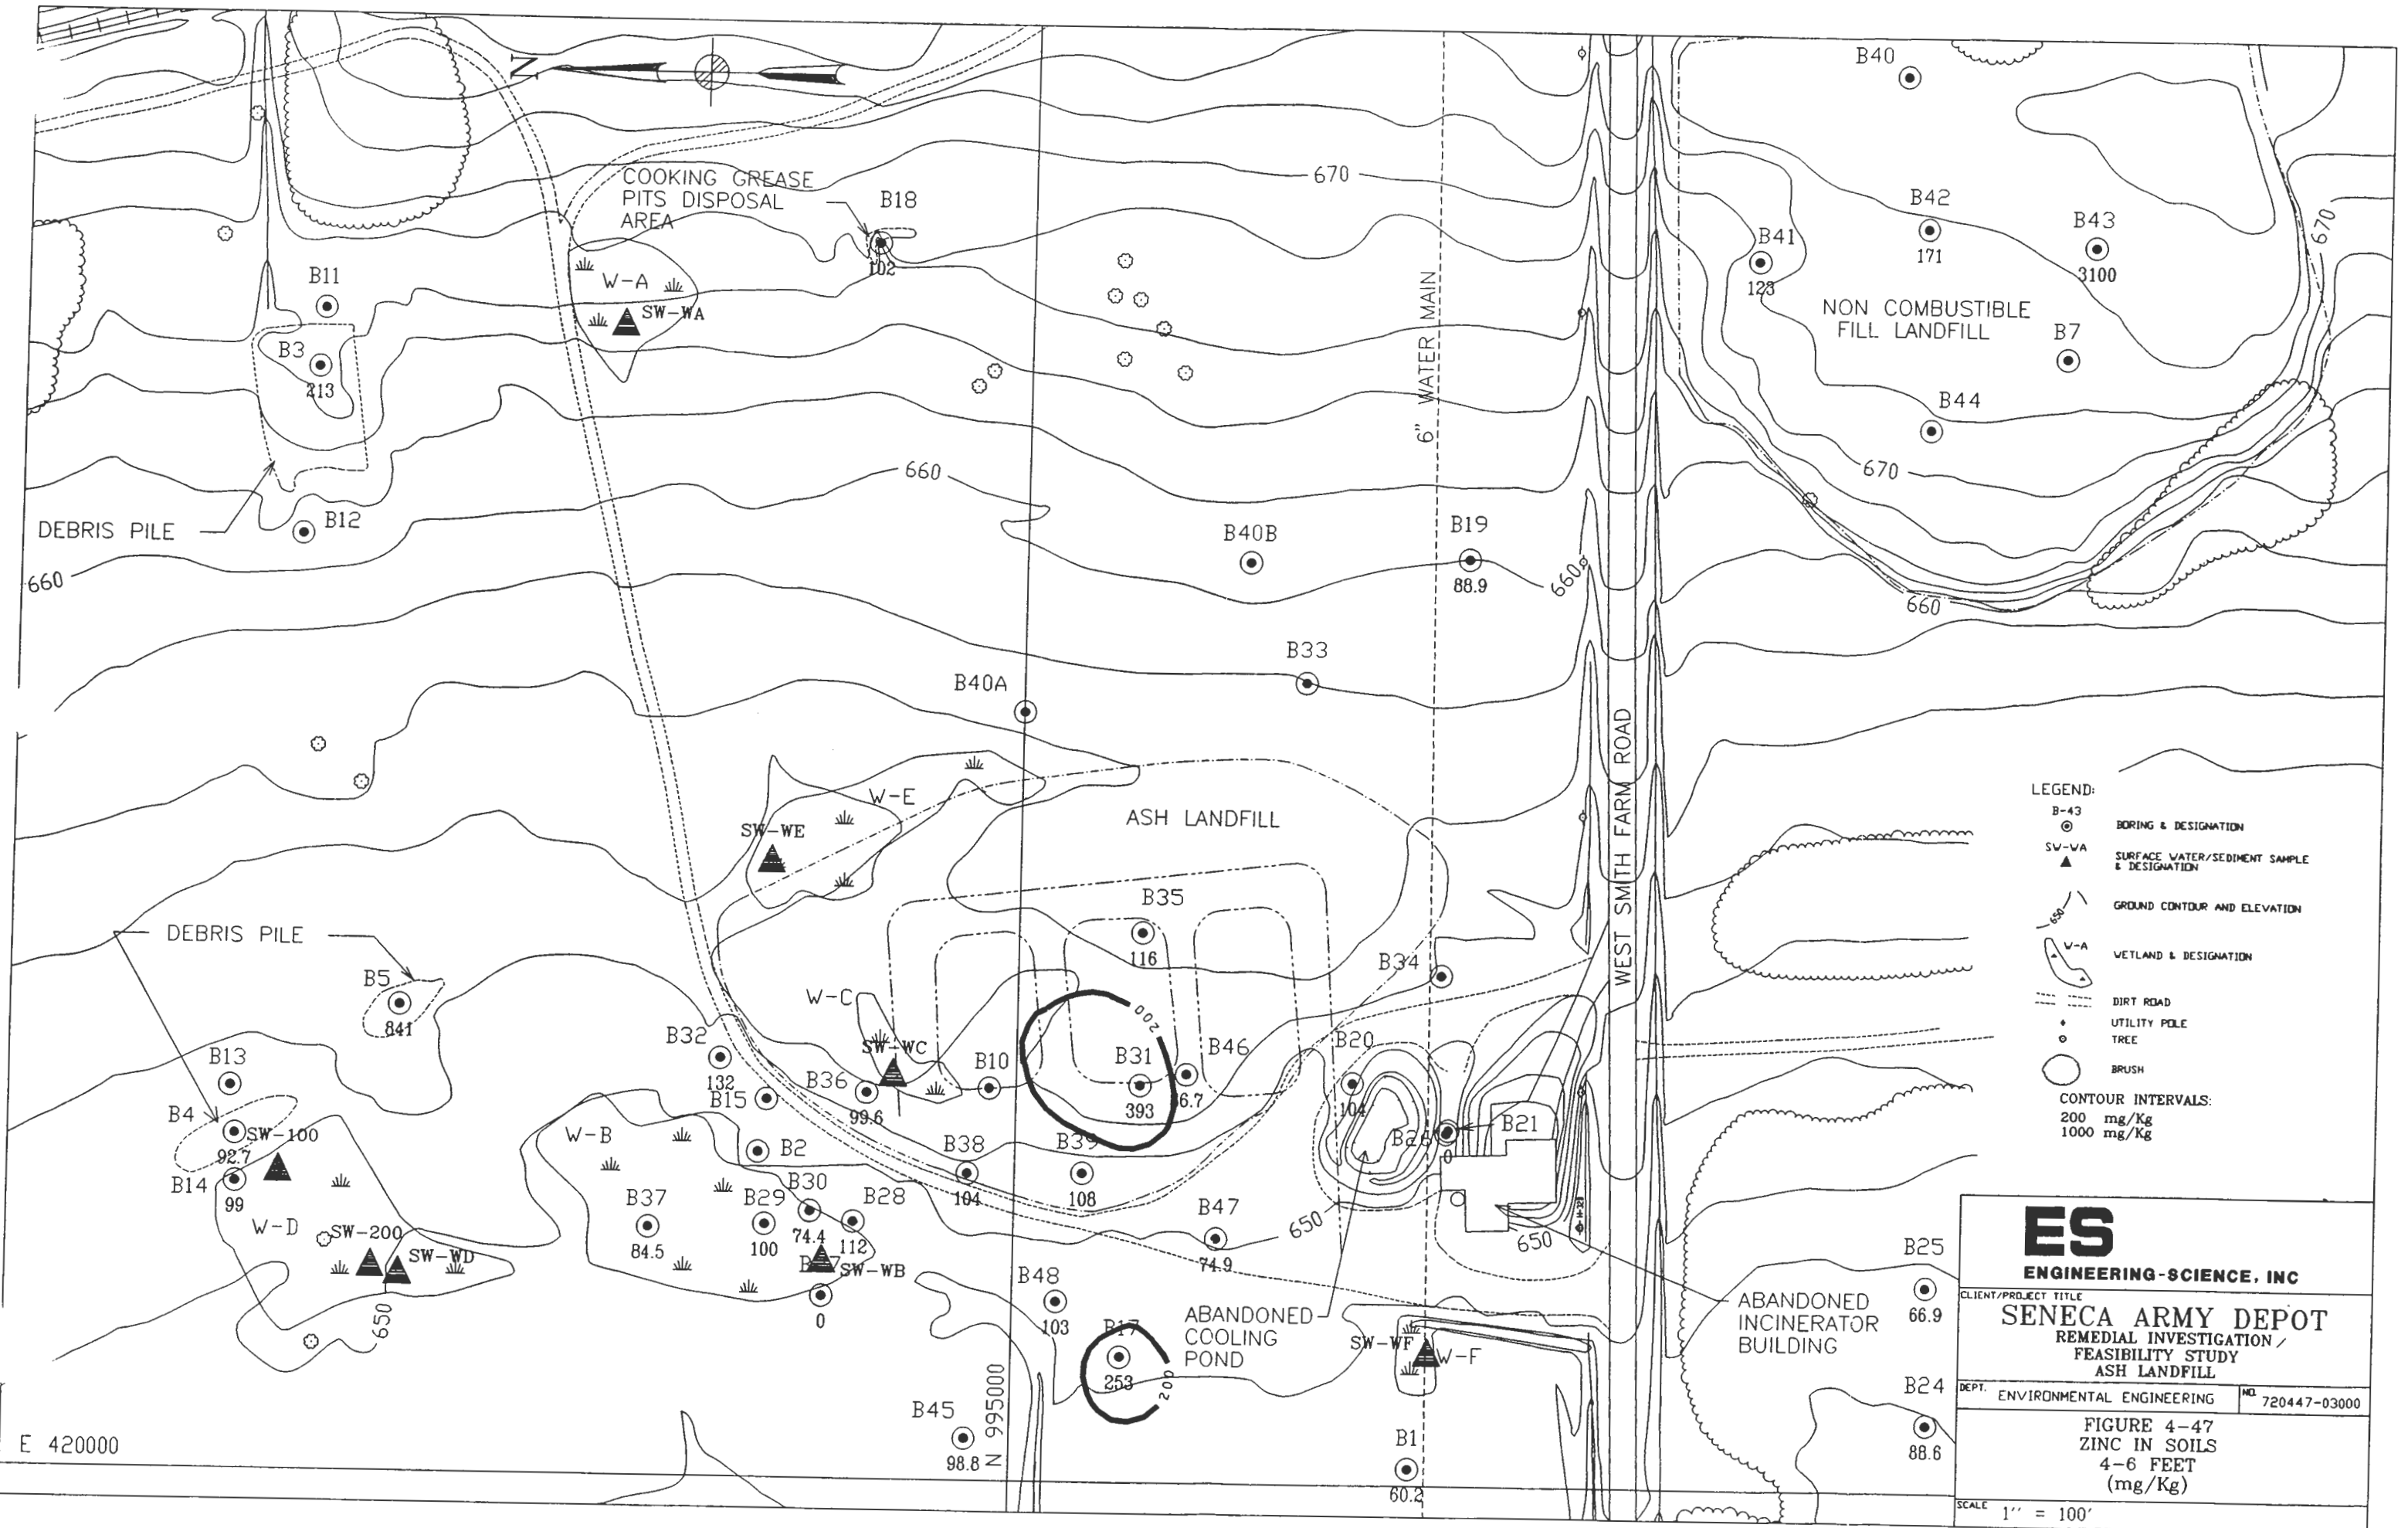 N
COOKING GREASE
PITS DISPOSAL
AREA
B18
102
670
B40
B42
171
B43
3100
B41
123
670
NON COMBUSTIBLE
FILL LANDFILL
B7
B44
670
W-A
SW-WA
B11
B3
213
DEBRIS PILE
B12
660
660
6" WATER MAIN
B40B
B19
88.9
660
660
B33
B40A
WEST SMITH FARM ROAD
W-E
SW-WE
ASH LANDFILL
B35
116
B34
DEBRIS PILE
B5
841
W-C
SW-WC
B32
132
B15
B36
99.6
B10
200
B31
393
B46
B20
104
B13
B4
SW-100
92.7
B14
99
W-D
SW-200
SW-WD
650
W-B
B2
B38
104
B39
108
B21
0
B37
84.5
B29
100
B30
74.4
B28
112
SW-WB
0
B47
74.9
650
650
B48
103
B17
253
200
ABANDONED
COOLING
POND
SW-WF
W-F
ABANDONED
INCINERATOR
BUILDING
B25
66.9
B24
88.6
B45
98.8
N 995000
B1
60.2
E 420000
LEGEND:
B-43
BORING & DESIGNATION
SW-WA
SURFACE WATER/SEDIMENT SAMPLE
& DESIGNATION
650
GROUND CONTOUR AND ELEVATION
W-A
WETLAND & DESIGNATION
DIRT ROAD
UTILITY POLE
TREE
BRUSH
CONTOUR INTERVALS:
200 mg/Kg
1000 mg/Kg
ES
ENGINEERING-SCIENCE, INC
CLIENT/PROJECT TITLE
SENECA ARMY DEPOT
REMEDIAL INVESTIGATION/
FEASIBILITY STUDY
ASH LANDFILL
DEPT. ENVIRONMENTAL ENGINEERING
NO. 720447-03000
FIGURE 4-47
ZINC IN SOILS
4-6 FEET
(mg/Kg)
SCALE 1'' = 100'